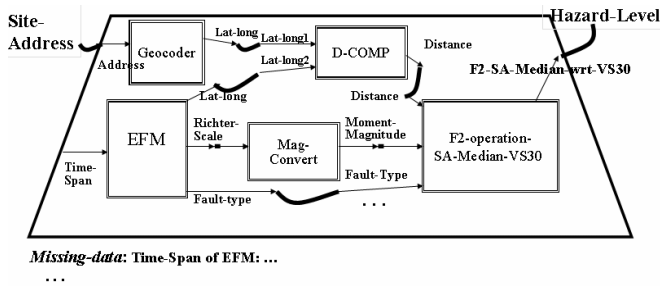 Site-
Address
Hazard-Level
Lat-long
Lat-long1
Geocoder
D-COMP
Distance
Address
Lat-long2
F2-SA-Median-wrt-VS30
Lat-long
Distance
EFM
Richter-
Scale
Moment-
Magnitude
F2-operation-
SA-Median-VS30
Mag-
Convert
Time-
Span
Fault-type
Fault-Type
. . .
Missing-data: Time-Span of EFM: ...
. . .